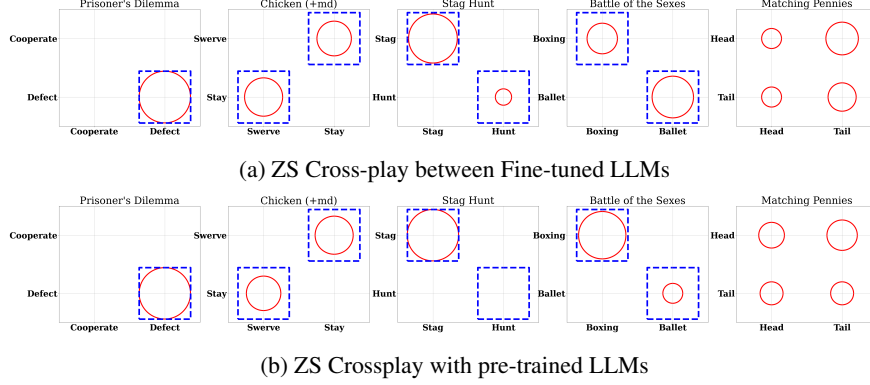 Prisoner's Dilemma Chicken (+md) Stag Hunt Battle of the Sexes Matching Pennies
Cooperate Swerve Stag Boxing Head
Defect Stay Hunt Ballet Tail
Cooperate Defect Swerve Stay Stag Hunt Boxing Ballet Head Tail
(a) ZS Cross-play between Fine-tuned LLMs
Prisoner's Dilemma Chicken (+md) Stag Hunt Battle of the Sexes Matching Pennies
Cooperate Swerve Stag Boxing Head
Defect Stay Hunt Ballet Tail
Cooperate Defect Swerve Stay Stag Hunt Boxing Ballet Head Tail
(b) ZS Crossplay with pre-trained LLMs